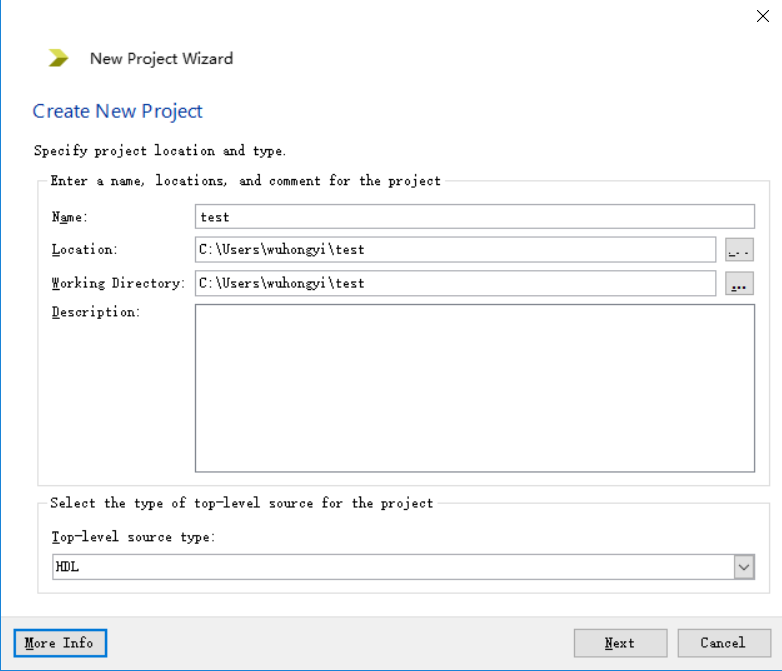 New Project Wizard
Create New Project
Specify project location and type.
Enter a name, locations, and comment for the project
Name:
test
Location:
C:\Users\wuhongyi\test
...
Working Directory:
C:\Users\wuhongyi\test
...
Description:
Select the type of top-level source for the project
Top-level source type:
HDL
More Info
Next
Cancel